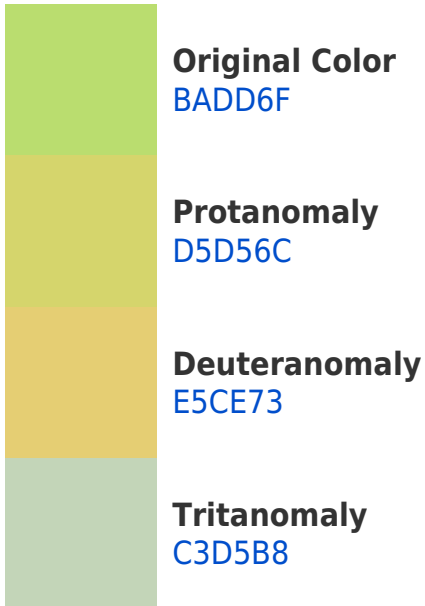 Original Color
BADD6F
Protanomaly
D5D56C
Deuteranomaly
E5CE73
Tritanomaly
C3D5B8